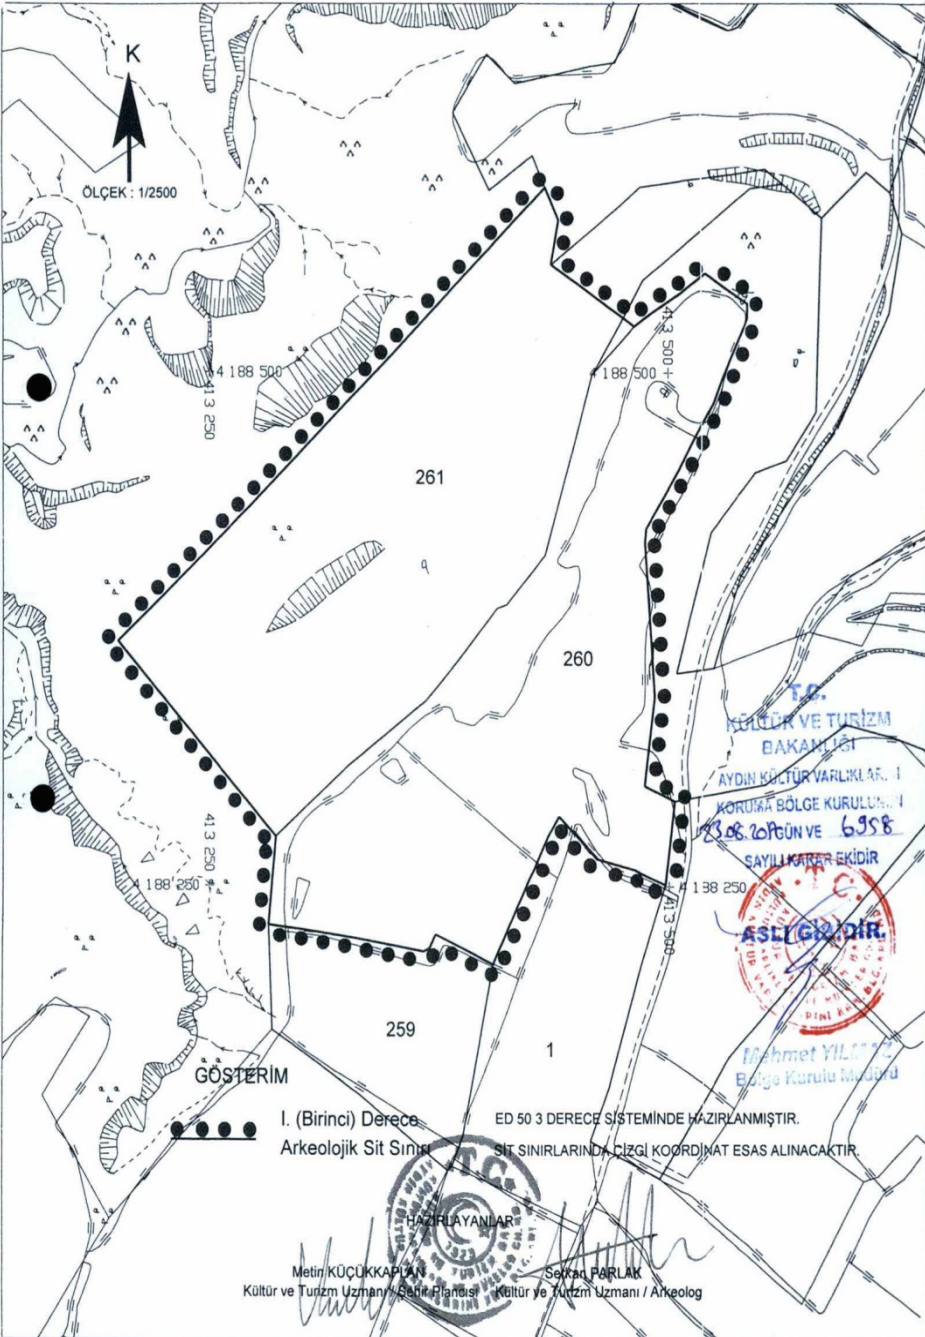 K
ÖLÇEK : 1/2500
413 500
4 188 500
4 188 500
413 250
261
260
T.C.
KÜLTÜR VE TURİZM
BAKANLIĞI
AYDIN KÜLTÜR VARLIKLAR
KORUMA BÖLGE KURULU
GÜN VE 6958
SAYILI KARAR EKİDİR
413 250
4 188 250
4 188 250
413 500
T.C.
ASLI GİBİDİR.
259
1
Mehmet YILMAZ
Bölge Kurulu Müdürü
GÖSTERİM
I. (Birinci) Derece
Arkeolojik Sit Sınırı
ED 50 3 DERECE SİSTEMİNDE HAZIRLANMIŞTIR.
SİT SINIRLARINDA ÇİZGİ KOORDİNAT ESAS ALINACAKTIR.
T.C.
HAZIRLAYANLAR
1923
Metin KÜÇÜKKAPLAN
Kültür ve Turizm Uzmanı / Şehir Plancısı
Serkan PARLAK
Kültür ve Turizm Uzmanı / Arkeolog